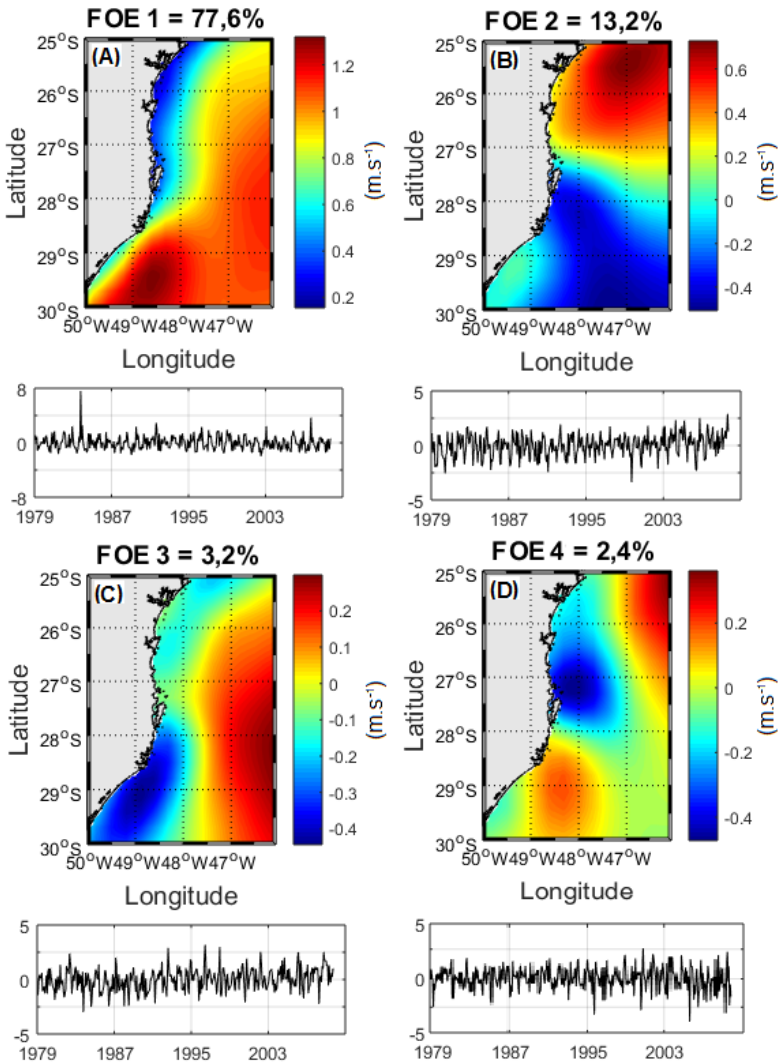 FOE 1 = 77,6%
(A)
25°S
26°S
27°S
28°S
29°S
30°S
Latitude
50°W49°W48°W47°W
Longitude
1.2
1
0.8
0.6
0.4
0.2
(m.s⁻¹)
8
0
-8
1979
1987
1995
2003
FOE 2 = 13,2%
(B)
25°S
26°S
27°S
28°S
29°S
30°S
Latitude
50°W49°W48°W47°W
Longitude
0.6
0.4
0.2
0
-0.2
-0.4
(m.s⁻¹)
5
0
-5
1979
1987
1995
2003
FOE 3 = 3,2%
(C)
25°S
26°S
27°S
28°S
29°S
30°S
Latitude
50°W49°W48°W47°W
Longitude
0.2
0.1
0
-0.1
-0.2
-0.3
-0.4
(m.s⁻¹)
5
0
-5
1979
1987
1995
2003
FOE 4 = 2,4%
(D)
25°S
26°S
27°S
28°S
29°S
30°S
Latitude
50°W49°W48°W47°W
Longitude
0.2
0
-0.2
-0.4
(m.s⁻¹)
5
0
-5
1979
1987
1995
2003